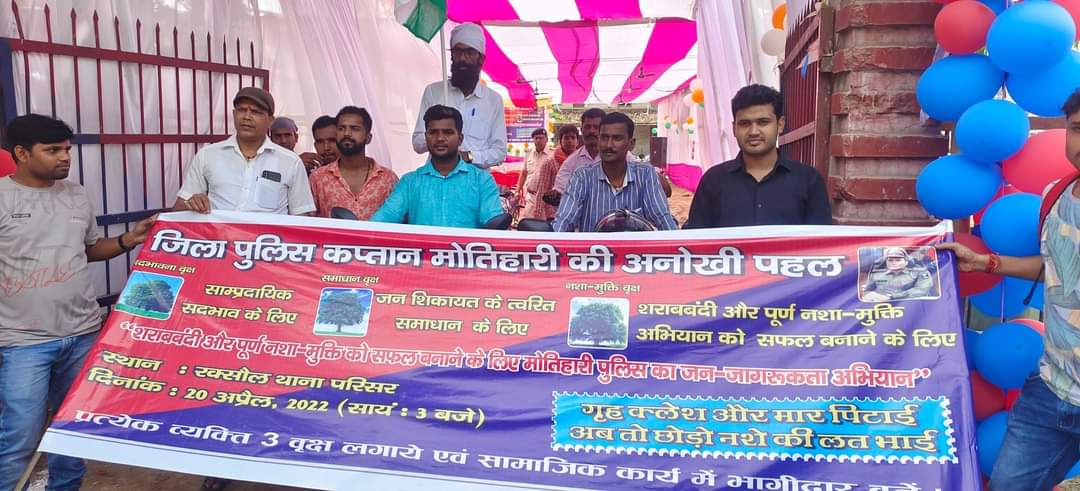 जिला पुलिस कप्तान मोतिहारी की अनोखी पहल
सदभावना वृक्ष
साम्प्रदायिक
सदभाव के लिए
समाधान वृक्ष
जन शिकायत के त्वरित
समाधान के लिए
नशा-मुक्ति वृक्ष
शराबबंदी और पूर्ण नशा-मुक्ति
अभियान को सफल बनाने के लिए
"शराबबंदी और पूर्ण नशा-मुक्ति को सफल बनाने के लिए मोतिहारी पुलिस का जन-जागरूकता अभियान"
स्थान : रक्सौल थाना परिसर
दिनांक : 20 अप्रैल, 2022 (सायं : 3 बजे)
गृह क्लेश और मार पिटाई
अब तो छोड़ो नशे की लत भाई
प्रत्येक व्यक्ति 3 वृक्ष लगाये एवं सामाजिक कार्य में भागीदार बनें